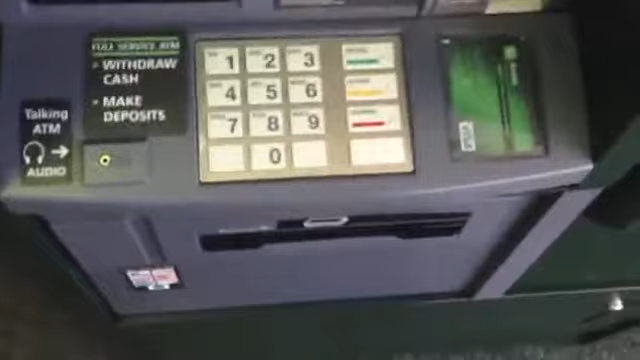 FULL SERVICE ATM
• WITHDRAW
CASH
• MAKE
DEPOSITS
Talking
ATM
AUDIO
1 2 3
4 5 6
7 8 9
0
VISA